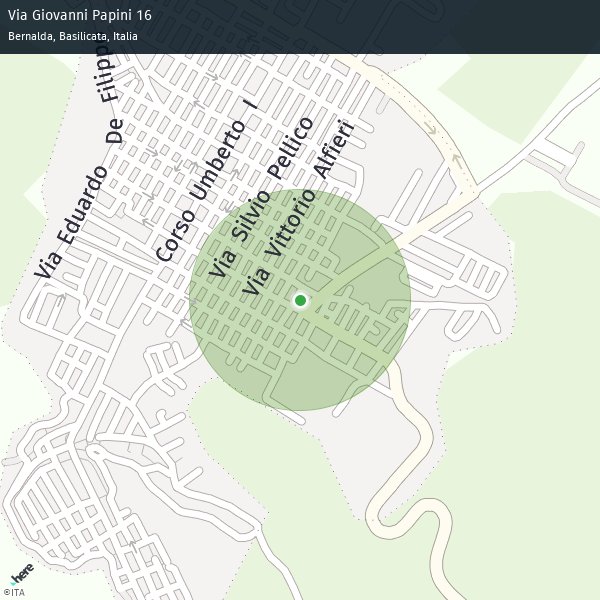 Via Giovanni Papini 16
Bernalda, Basilicata, Italia
Via Eduardo De Filipp
Corso Umberto I
Via Silvio Pellico
Via Vittorio Alfieri
here
©ITA